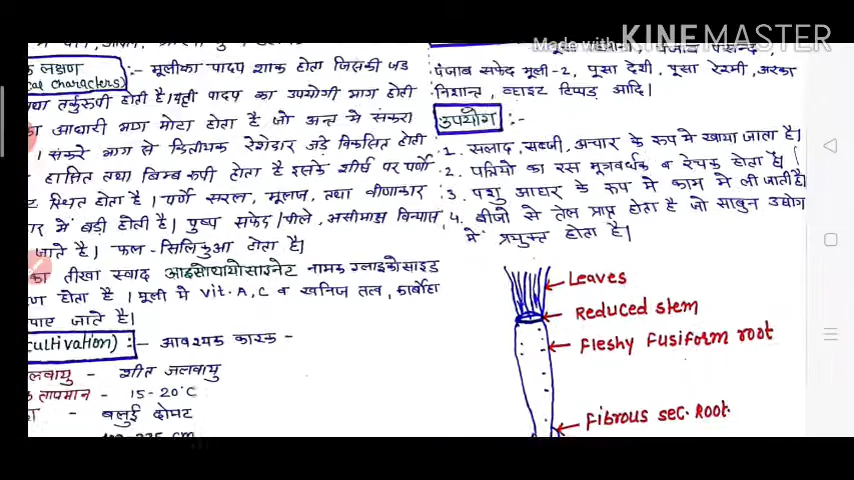 Made with KINEMASTER
लक्षण :- मूलीका पादप शाक होता जिसकी जड
cal characters)
तर्कुरूपी होती है। यही पादप का उपयोगी भाग होती
का आधारी भाग मोटा होता है जो अन्त मे संकरा
। संकरे भाग से द्वितीयक रेशेदार जड़े विकसित होती
हासित तथा बिम्ब रूपी होता है इसके शीर्ष पर पर्णे
स्थित होता है। पर्णे सरल, मूलज, तथा वीणाकार
र में बड़ी होती है। पुष्प सफेद / पीले, असीमाक्ष विन्यास
जाते है। फल - सिलिकुआ होता है।
का तीखा स्वाद आइसोथायोसाइनेट नामक ग्लाइकोसाइड
ण होता है। मूली मे vit. A, C व खनिज तत्व, कार्बोहा
पाए जाते है।
cultivation) :- आवश्यक कारक -
जलवायु - शीत जलवायु
तापमान - 15-20°C
- बलुई दोमट
cm
पंजाब सफेद मूली-2, पूसा देशी, पूसा रेश्मी, अरका
निशान्त, व्हाइट टिप्पड़ आदि।
उपयोग :-
1. सलाद, सब्जी, अचार के रूप मे खाया जाता है।
2. पत्तियो का रस मूत्रवर्धक व रेचक होता है।
3. पशु आहार के रूप मे काम मे ली जाती है।
4. बीजो से तेल प्राप्त होता है जो साबुन उद्योग
में प्रयुक्त होता है।
Leaves
Reduced stem
Fleshy fusiform root
Fibrous sec. Root.